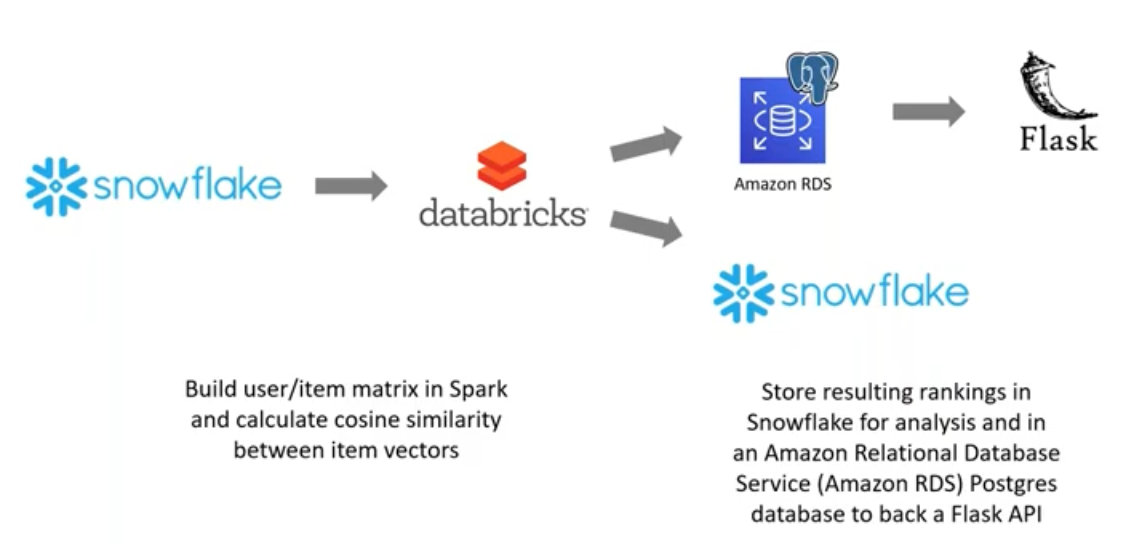 snowflake
databricks
Amazon RDS
Flask
snowflake
Build user/item matrix in Spark
and calculate cosine similarity
between item vectors
Store resulting rankings in
Snowflake for analysis and in
an Amazon Relational Database
Service (Amazon RDS) Postgres
database to back a Flask API